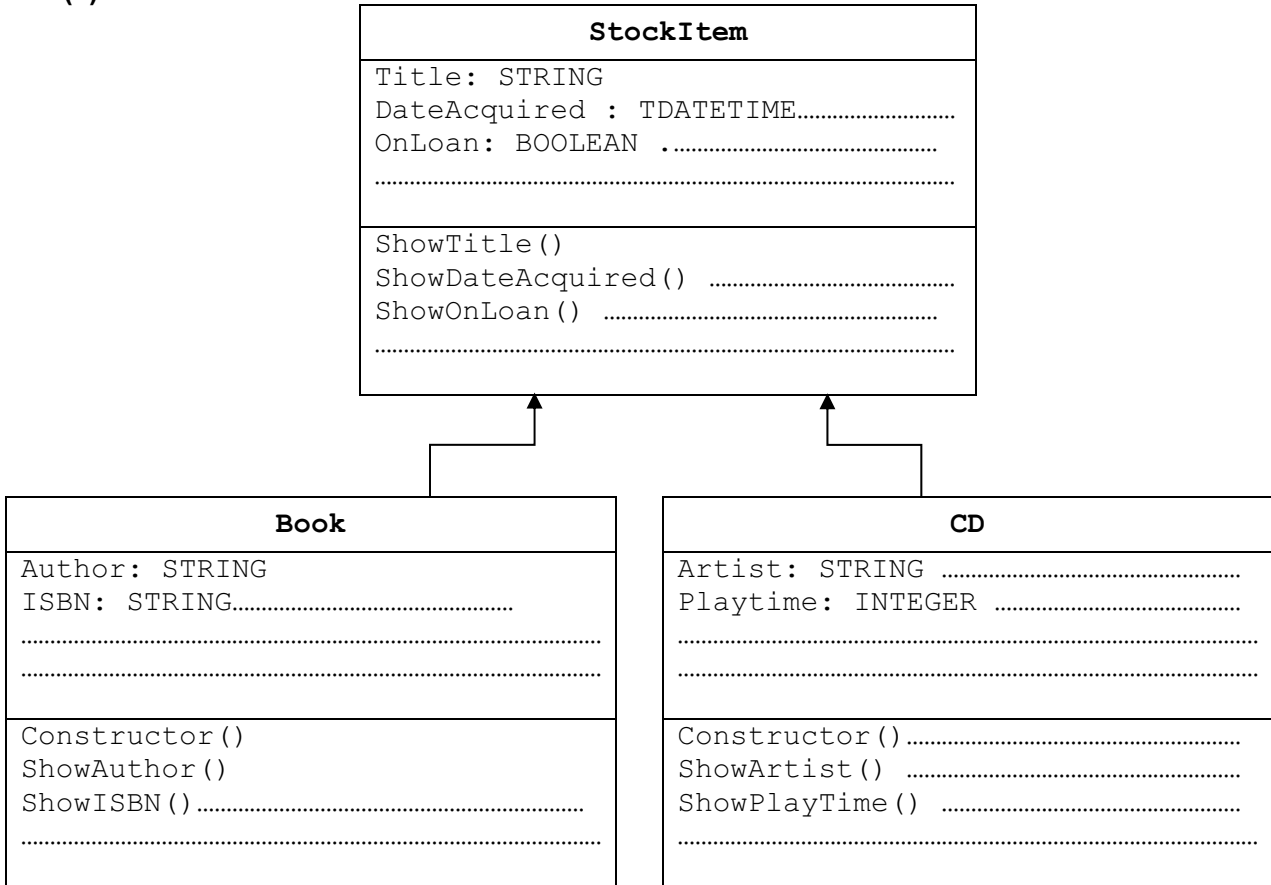 StockItem
Title: STRING
DateAcquired : TDATETIME...........................
OnLoan: BOOLEAN .............................................
....................................................................................................
ShowTitle()
ShowDateAcquired() ..........................................
ShowOnLoan() .........................................................
....................................................................................................
Book
Author: STRING
ISBN: STRING................................................
....................................................................................................
....................................................................................................
Constructor()
ShowAuthor()
ShowISBN()..................................................................
....................................................................................................
CD
Artist: STRING ...................................................
Playtime: INTEGER ..........................................
....................................................................................................
....................................................................................................
Constructor().........................................................
ShowArtist() .........................................................
ShowPlayTime() ...................................................
....................................................................................................